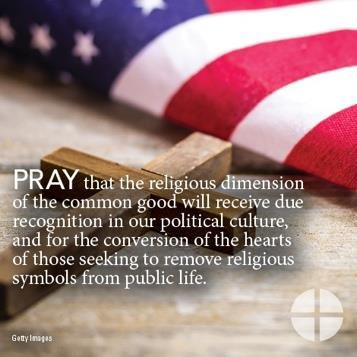 PRAY that the religious dimension
of the common good will receive due
recognition in our political culture,
and for the conversion of the hearts
of those seeking to remove religious
symbols from public life.
Getty Images